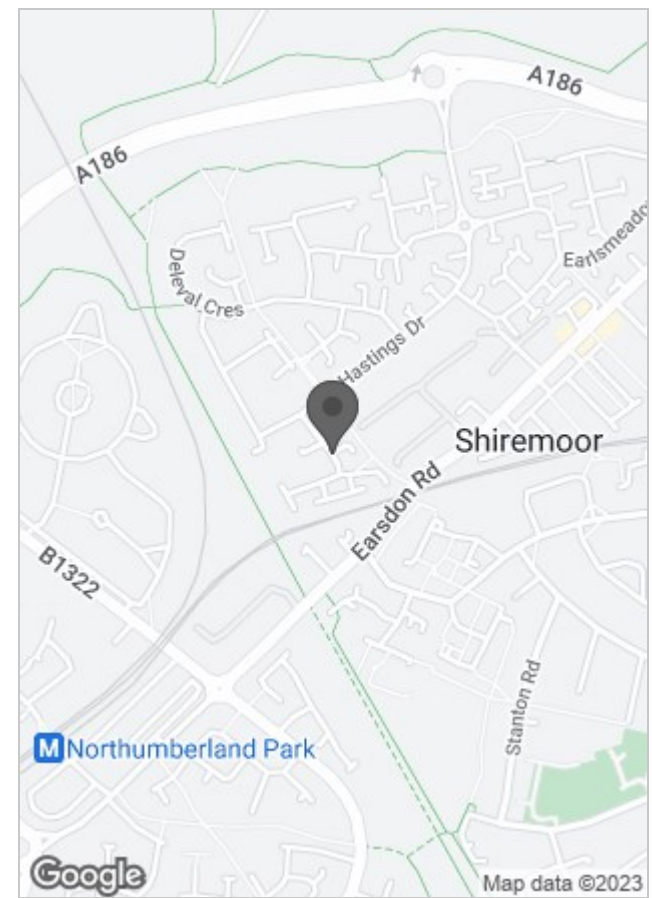 A186
A186
Earlsmeado
Deleval Cres
Hastings Dr
Shiremoor
Earsdon Rd
B1322
Stanton Rd
M Northumberland Park
Google
Map data ©2023